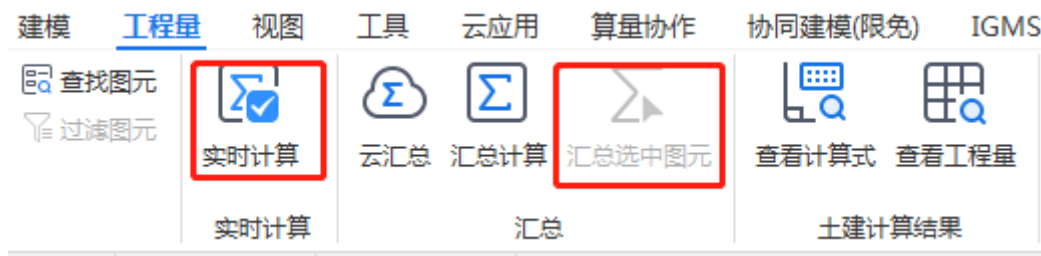 建模 工程量 视图 工具 云应用 算量协作 协同建模(限免) IGMS
查找图元
过滤图元
实时计算 云汇总 汇总计算 汇总选中图元 查看计算式 查看工程量
实时计算 汇总 土建计算结果